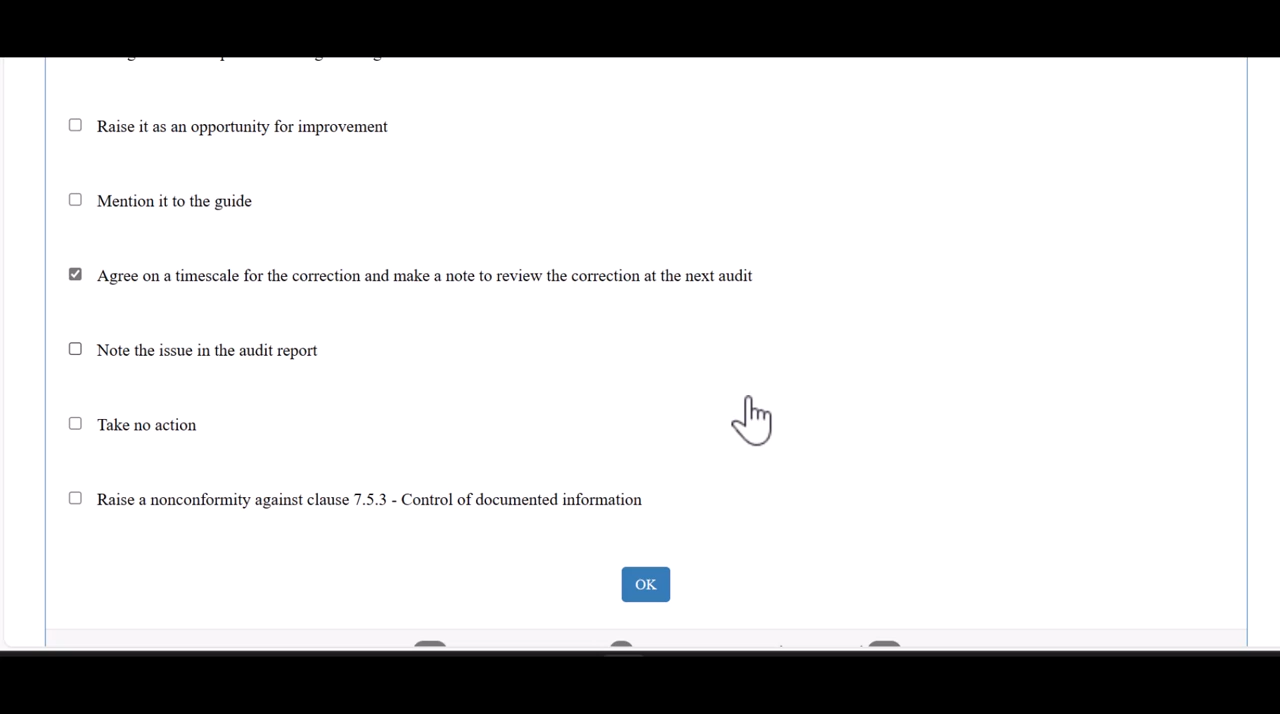 Raise it as an opportunity for improvement
Mention it to the guide
Agree on a timescale for the correction and make a note to review the correction at the next audit
Note the issue in the audit report
Take no action
Raise a nonconformity against clause 7.5.3 - Control of documented information
OK